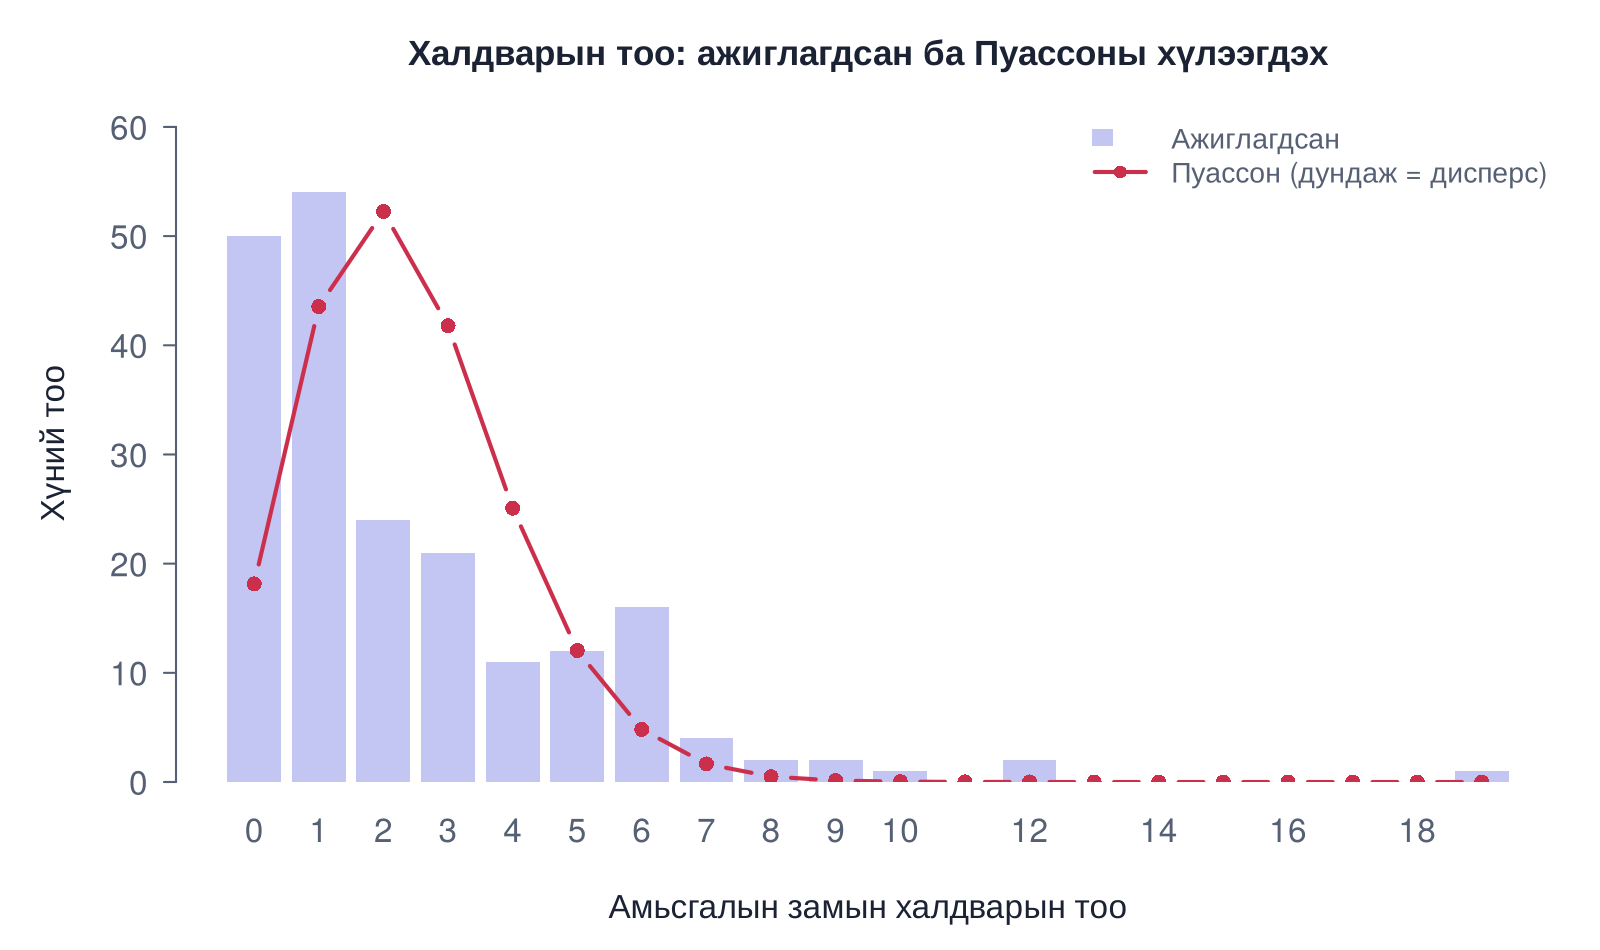 Халдварын тоо: ажиглагдсан ба Пуассоны хүлээгдэх
Ажиглагдсан
Пуассон (дундаж = дисперс)
60
50
40
30
20
10
0
Хүний тоо
0 1 2 3 4 5 6 7 8 9 10 12 14 16 18
Амьсгалын замын халдварын тоо